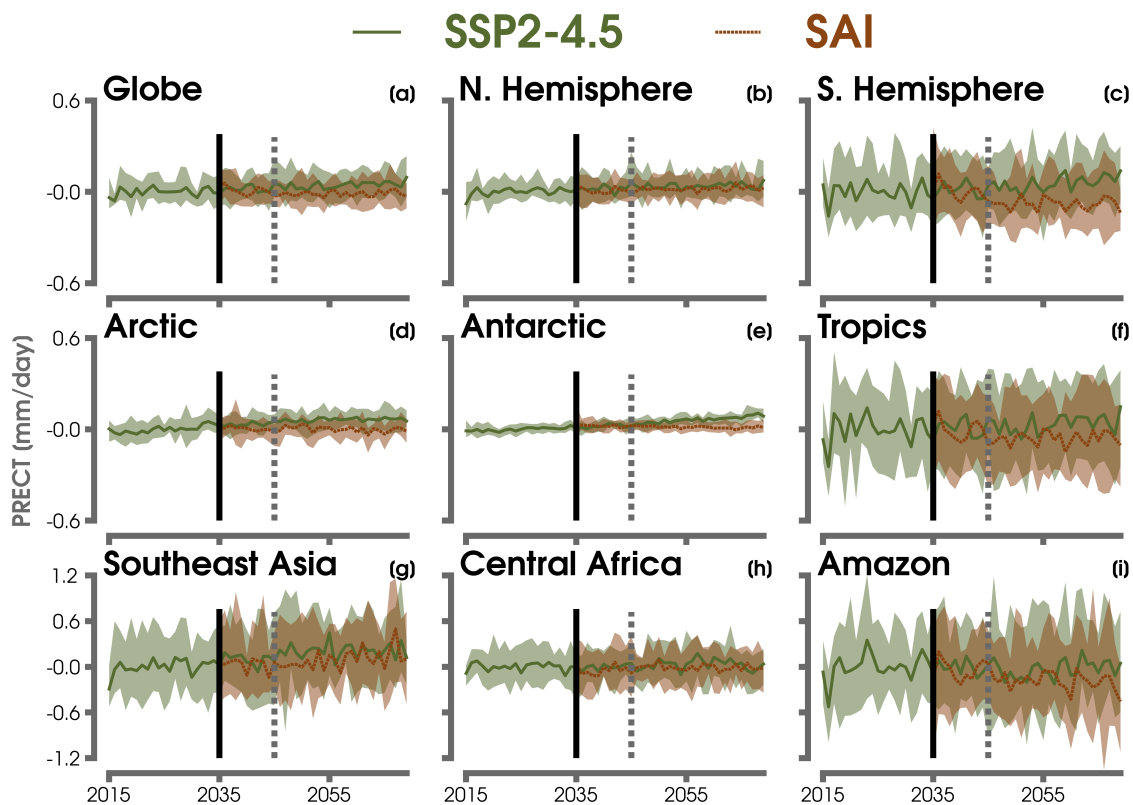 SSP2-4.5 SAI
Globe (a) N. Hemisphere (b) S. Hemisphere (c)
0.6
-0.0
-0.6
Arctic (d) Antarctic (e) Tropics (f)
0.6
-0.0
-0.6
PRECT (mm/day)
Southeast Asia (g) Central Africa (h) Amazon (i)
1.2
0.6
-0.0
-0.6
-1.2
2015 2035 2055 2015 2035 2055 2015 2035 2055